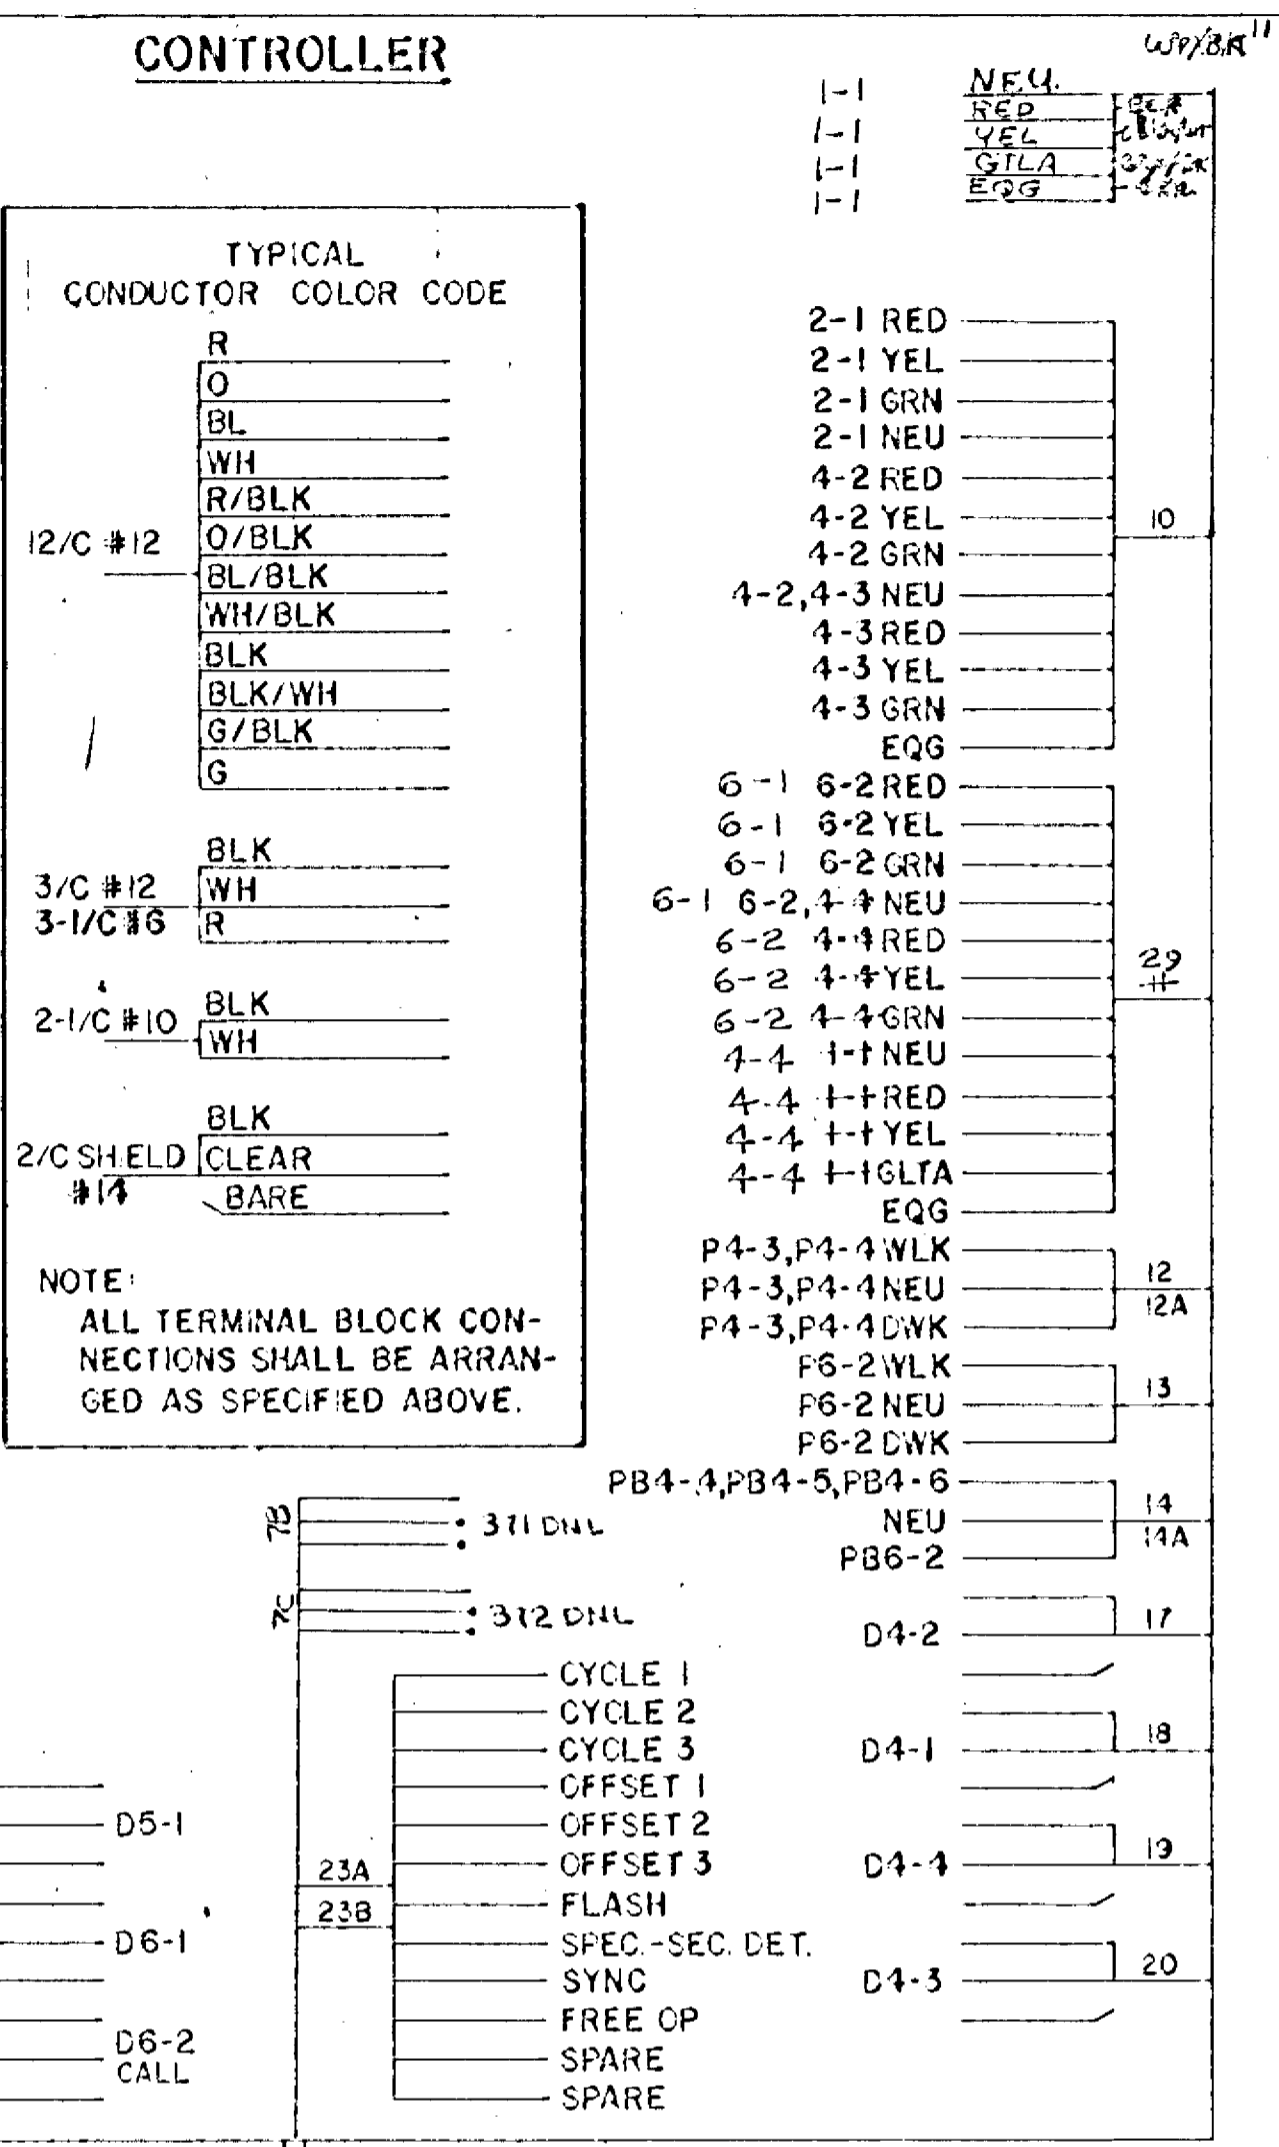 CONTROLLER
1-1 NEU.
RED
1-1 YEL
1-1 GTLA
1-1 EQG
11
TYPICAL
CONDUCTOR COLOR CODE
12/C #12
R
O
BL
WH
R/BLK
O/BLK
BL/BLK
WH/BLK
BLK
BLK/WH
G/BLK
G
3/C #12
3-1/C #6
BLK
WH
R
2-1/C #10
BLK
WH
2/C SHIELD
#14
BLK
CLEAR
BARE
NOTE:
ALL TERMINAL BLOCK CON-
NECTIONS SHALL BE ARRAN-
GED AS SPECIFIED ABOVE.
2-1 RED
2-1 YEL
2-1 GRN
2-1 NEU
4-2 RED
4-2 YEL
4-2 GRN
4-2,4-3 NEU
4-3 RED
4-3 YEL
4-3 GRN
EQG
10
6-1 6-2 RED
6-1 6-2 YEL
6-1 6-2 GRN
6-1 6-2,4-4 NEU
6-2 4-4 RED
6-2 4-4 YEL
6-2 4-4 GRN
4-4 1-1 NEU
4-4 1-1 RED
4-4 1-1 YEL
4-4 1-1 GLTA
EQG
29
11
P4-3,P4-4 WLK
P4-3,P4-4 NEU
P4-3,P4-4 DWK
12
12A
P6-2 WLK
P6-2 NEU
P6-2 DWK
13
PB4-4,PB4-5,PB4-6
NEU
PB6-2
14
14A
D4-2
17
D4-1
18
D4-4
19
D4-3
20
7B
7C
23A
23B
CYCLE 1
CYCLE 2
CYCLE 3
OFFSET 1
OFFSET 2
OFFSET 3
FLASH
SPEC.-SEC. DET.
SYNC
FREE OP
SPARE
SPARE
D5-1
D6-1
D6-2
CALL